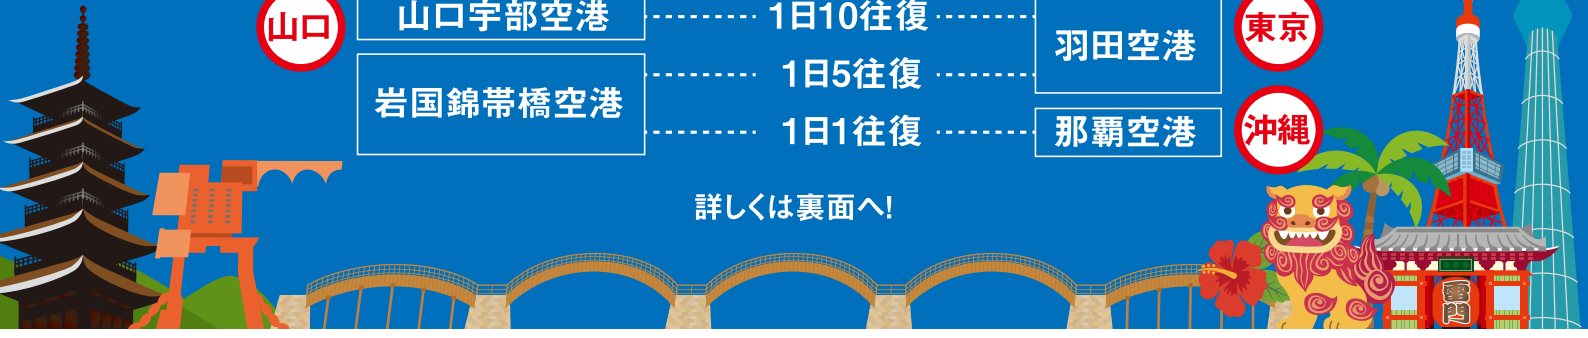 山口
山口宇部空港
1日10往復
東京
羽田空港
1日5往復
岩国錦帯橋空港
1日1往復
那覇空港
沖縄
詳しくは裏面へ!
雷門